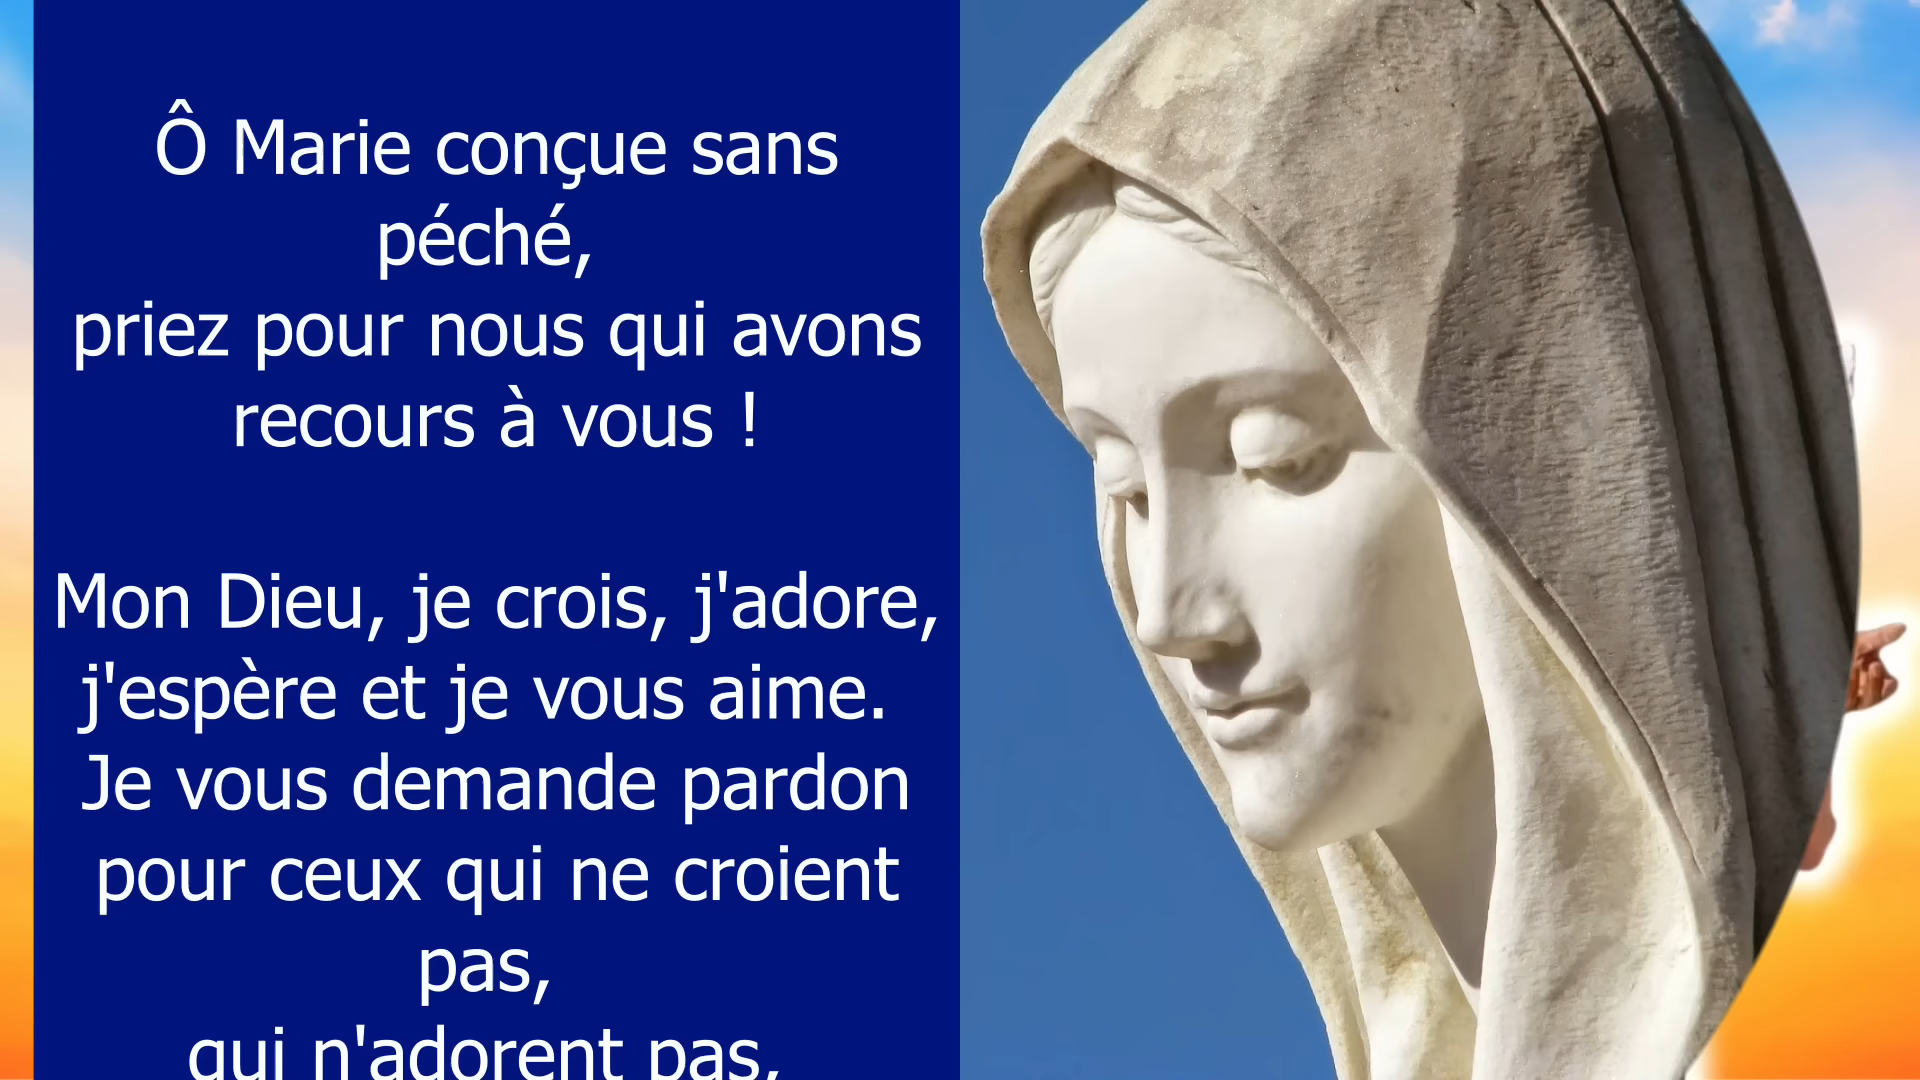 Ô Marie conçue sans
péché,
priez pour nous qui avons
recours à vous !
Mon Dieu, je crois, j'adore,
j'espère et je vous aime.
Je vous demande pardon
pour ceux qui ne croient
pas,
qui n'adorent pas,